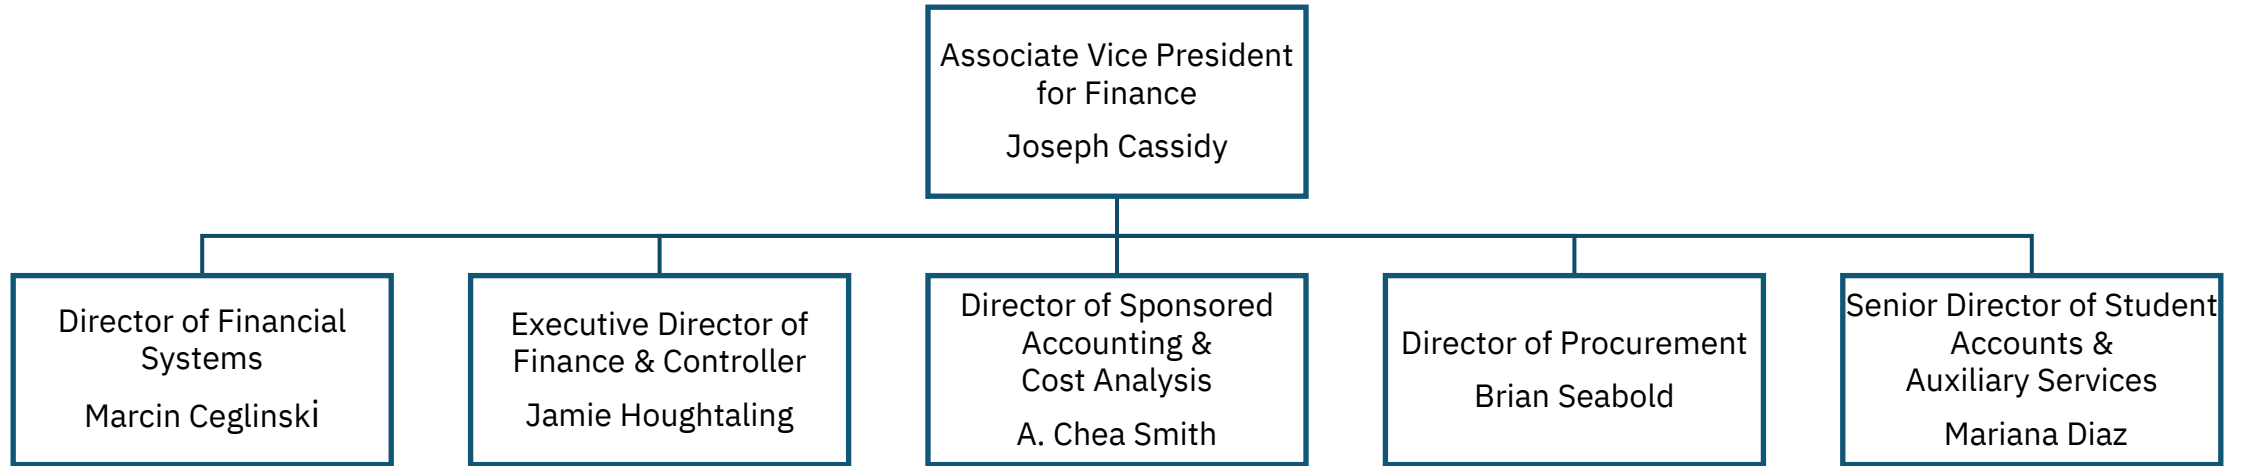 Associate Vice President
for Finance
Joseph Cassidy
Director of Financial
Systems
Marcin Ceglinski
Executive Director of
Finance & Controller
Jamie Houghtaling
Director of Sponsored
Accounting &
Cost Analysis
A. Chea Smith
Director of Procurement
Brian Seabold
Senior Director of Student
Accounts &
Auxiliary Services
Mariana Diaz